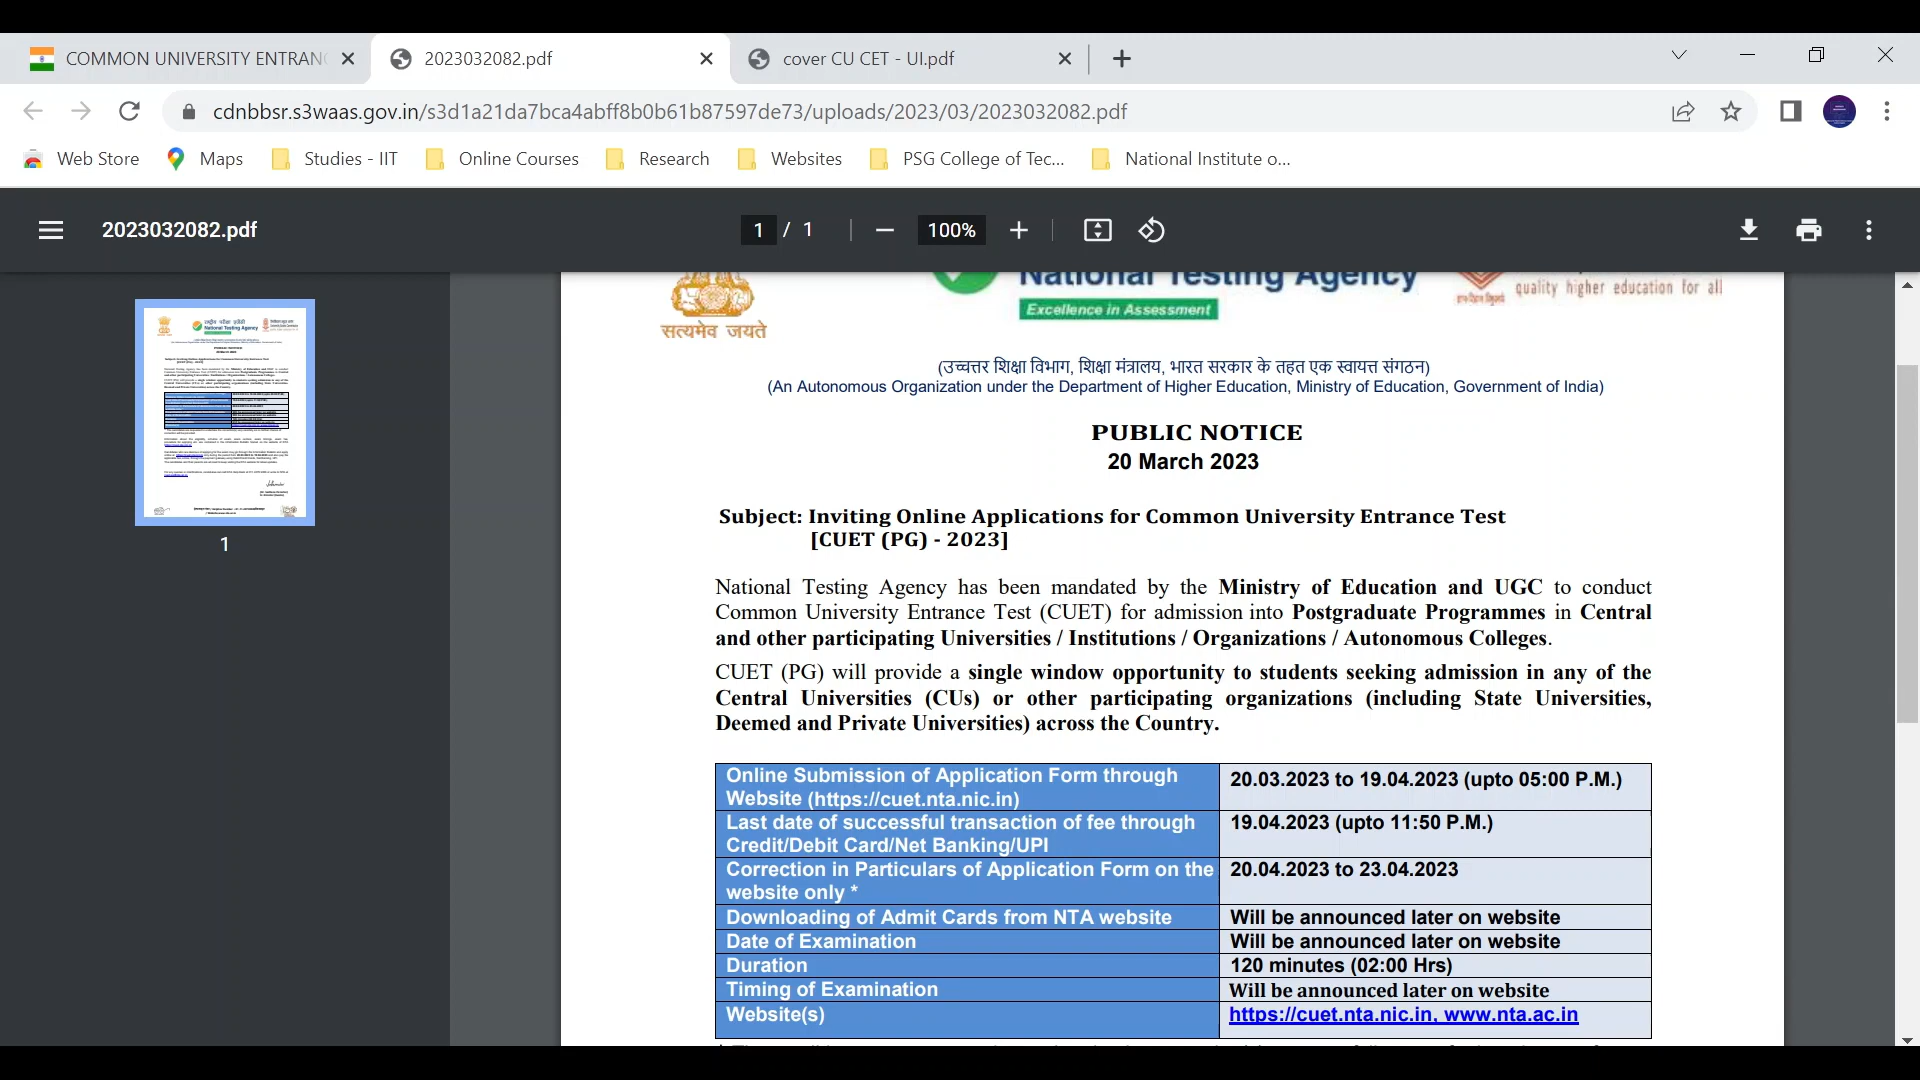 COMMON UNIVERSITY ENTRAN
2023032082.pdf
cover CU CET - UI.pdf
cdnbbsr.s3waas.gov.in/s3d1a21da7bca4abff8b0b61b87597de73/uploads/2023/03/2023032082.pdf
Web Store
Maps
Studies - IIT
Online Courses
Research
Websites
PSG College of Tec...
National Institute o...
2023032082.pdf
1 / 1
100%
National Testing Agency
Excellence in Assessment
quality higher education for all
सत्यमेव जयते
(उच्चत्तर शिक्षा विभाग, शिक्षा मंत्रालय, भारत सरकार के तहत एक स्वायत्त संगठन)
(An Autonomous Organization under the Department of Higher Education, Ministry of Education, Government of India)
PUBLIC NOTICE
20 March 2023
Subject: Inviting Online Applications for Common University Entrance Test
[CUET (PG) - 2023]
National Testing Agency has been mandated by the Ministry of Education and UGC to conduct
Common University Entrance Test (CUET) for admission into Postgraduate Programmes in Central
and other participating Universities / Institutions / Organizations / Autonomous Colleges.
CUET (PG) will provide a single window opportunity to students seeking admission in any of the
Central Universities (CUs) or other participating organizations (including State Universities,
Deemed and Private Universities) across the Country.
Online Submission of Application Form through
Website (https://cuet.nta.nic.in)
20.03.2023 to 19.04.2023 (upto 05:00 P.M.)
Last date of successful transaction of fee through
Credit/Debit Card/Net Banking/UPI
19.04.2023 (upto 11:50 P.M.)
Correction in Particulars of Application Form on the
website only *
20.04.2023 to 23.04.2023
Downloading of Admit Cards from NTA website
Will be announced later on website
Date of Examination
Will be announced later on website
Duration
120 minutes (02:00 Hrs)
Timing of Examination
Will be announced later on website
Website(s)
https://cuet.nta.nic.in, www.nta.ac.in
1